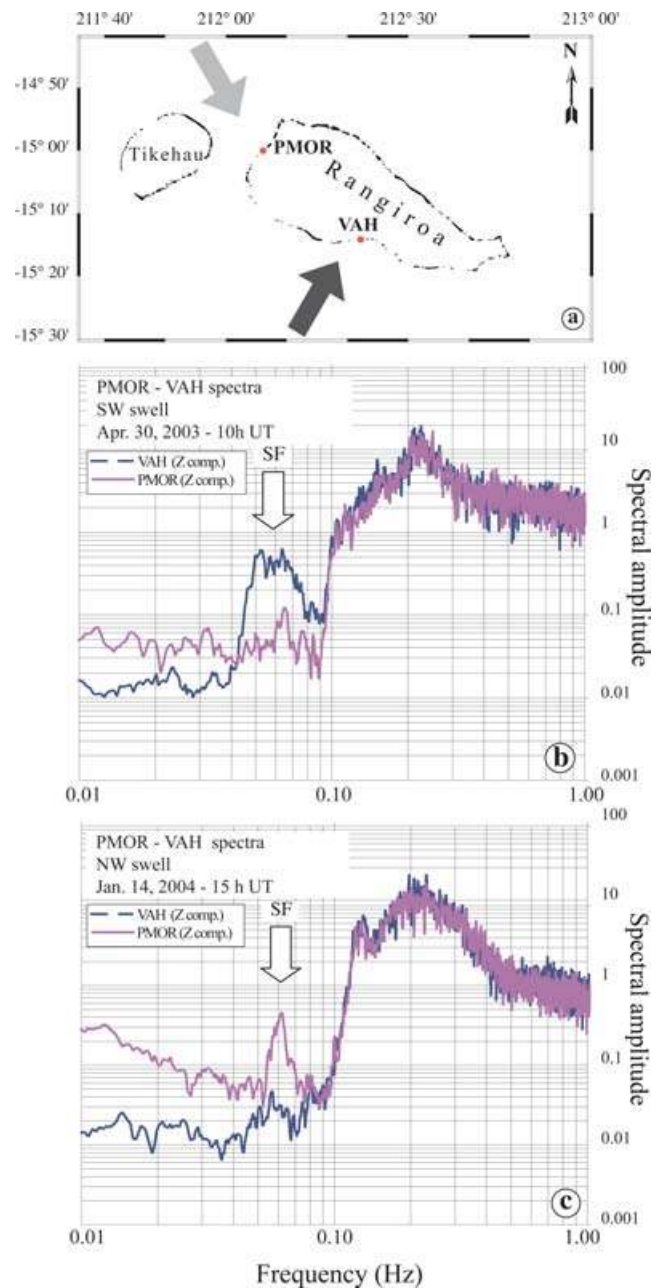 211° 40' 212° 00' 212° 30' 213° 00'
N
-14° 50'
-15° 00'
-15° 10'
-15° 20'
-15° 30'
Tikehau
PMOR
Rangiroa
VAH
a
PMOR - VAH spectra
SW swell
Apr. 30, 2003 - 10h UT
SF
VAH (Z comp.)
PMOR (Z comp.)
100
10
1
0.1
0.01
0.001
Spectral amplitude
b
0.01 0.10 1.00
PMOR - VAH spectra
NW swell
Jan. 14, 2004 - 15 h UT
SF
VAH (Z comp.)
PMOR (Z comp.)
100
10
1
0.1
0.01
0.001
Spectral amplitude
c
0.01 0.10 1.00
Frequency (Hz)